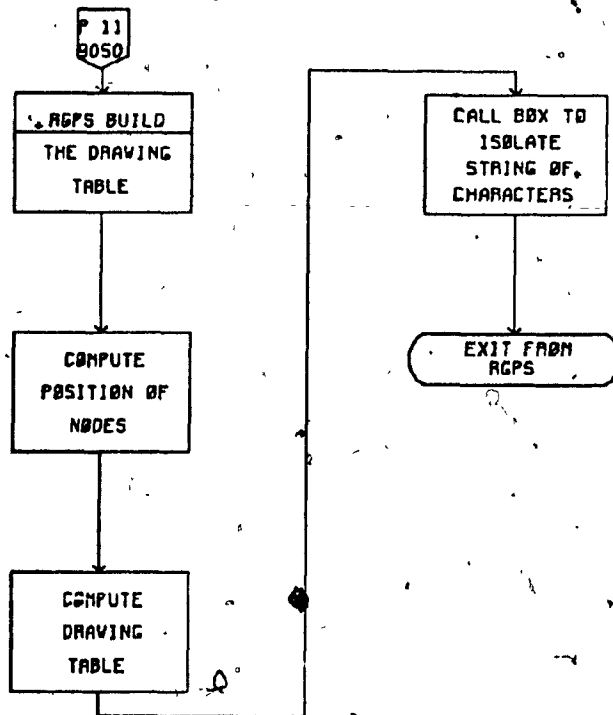 P 11
9050
RGPS BUILD
THE DRAWING
TABLE
COMPUTE
POSITION OF
NODES
COMPUTE
DRAWING
TABLE
CALL BOX TO
ISOLATE
STRING OF
CHARACTERS
EXIT FROM
RGPS